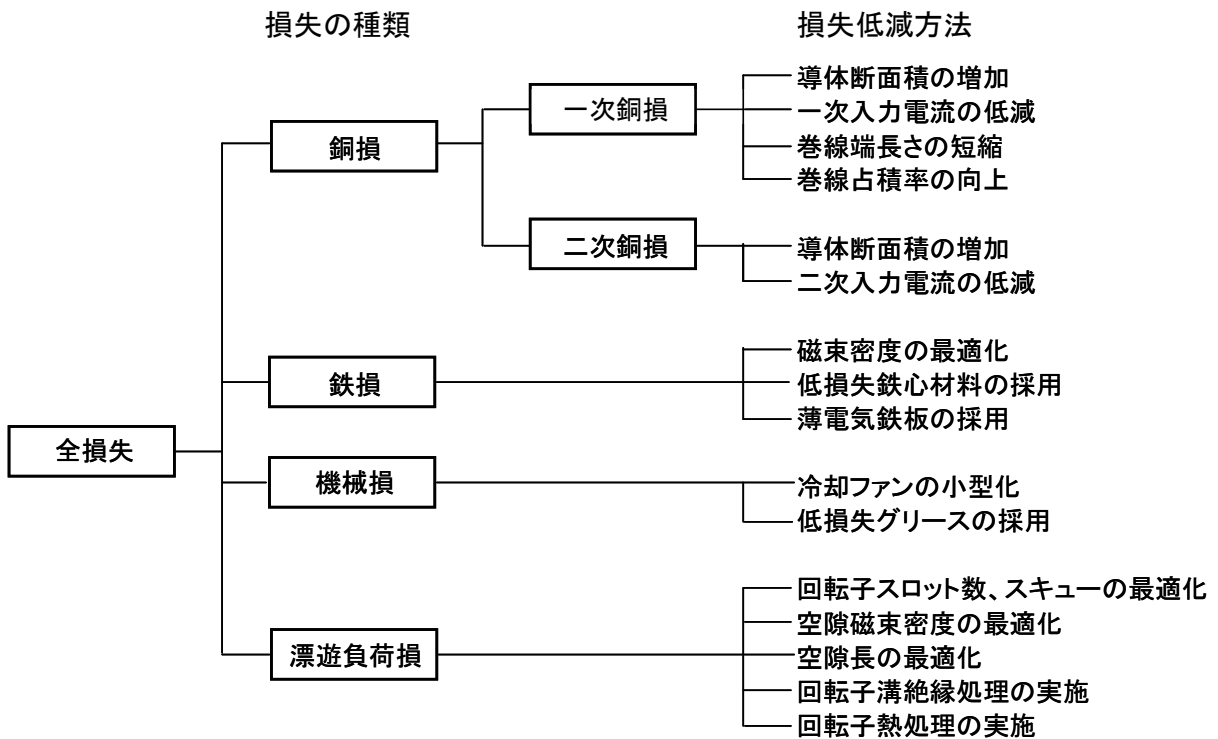 損失の種類
損失低減方法
全損失
銅損
一次銅損
導体断面積の増加
一次入力電流の低減
巻線端長さの短縮
巻線占積率の向上
二次銅損
導体断面積の増加
二次入力電流の低減
鉄損
磁束密度の最適化
低損失鉄心材料の採用
薄電気鉄板の採用
機械損
冷却ファンの小型化
低損失グリースの採用
漂遊負荷損
回転子スロット数、スキューの最適化
空隙磁束密度の最適化
空隙長の最適化
回転子溝絶縁処理の実施
回転子熱処理の実施